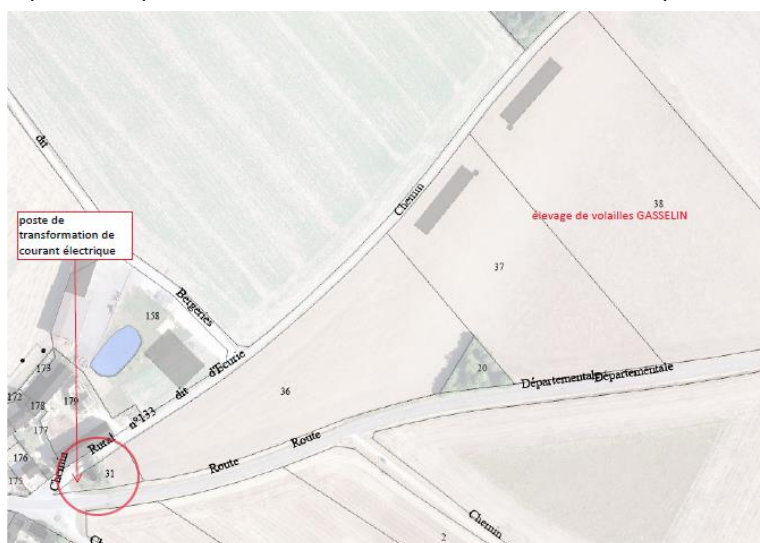 dit
Chemin
38
élevage de volailles GASSELIN
poste de
transformation de
courant électrique
37
Bergeries
158
d'Ecurie
dit
n°133
Rural
Chemin
173
172
178
179
177
176
175
20
Départementale
Départementale
36
Route
Route
31
Chemin
2